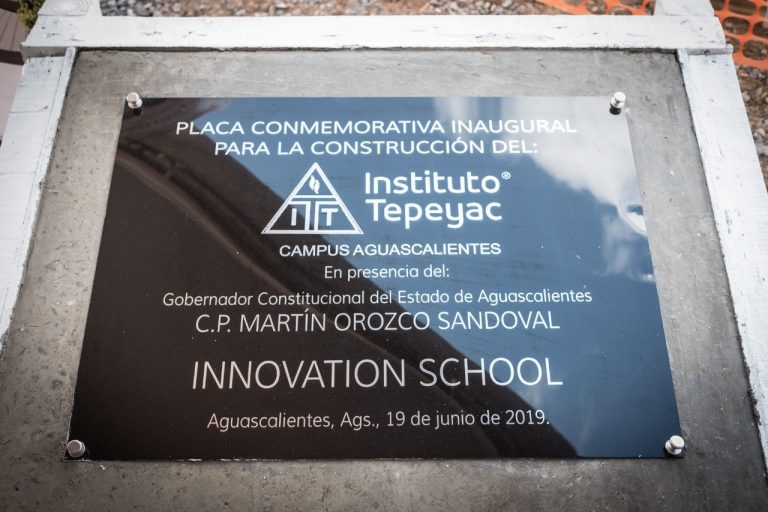 PLACA CONMEMORATIVA INAUGURAL
PARA LA CONSTRUCCIÓN DEL:
ITT
Instituto®
Tepeyac
CAMPUS AGUASCALIENTES
En presencia del:
Gobernador Constitucional del Estado de Aguascalientes
C.P. MARTÍN OROZCO SANDOVAL
INNOVATION SCHOOL
Aguascalientes, Ags., 19 de junio de 2019.